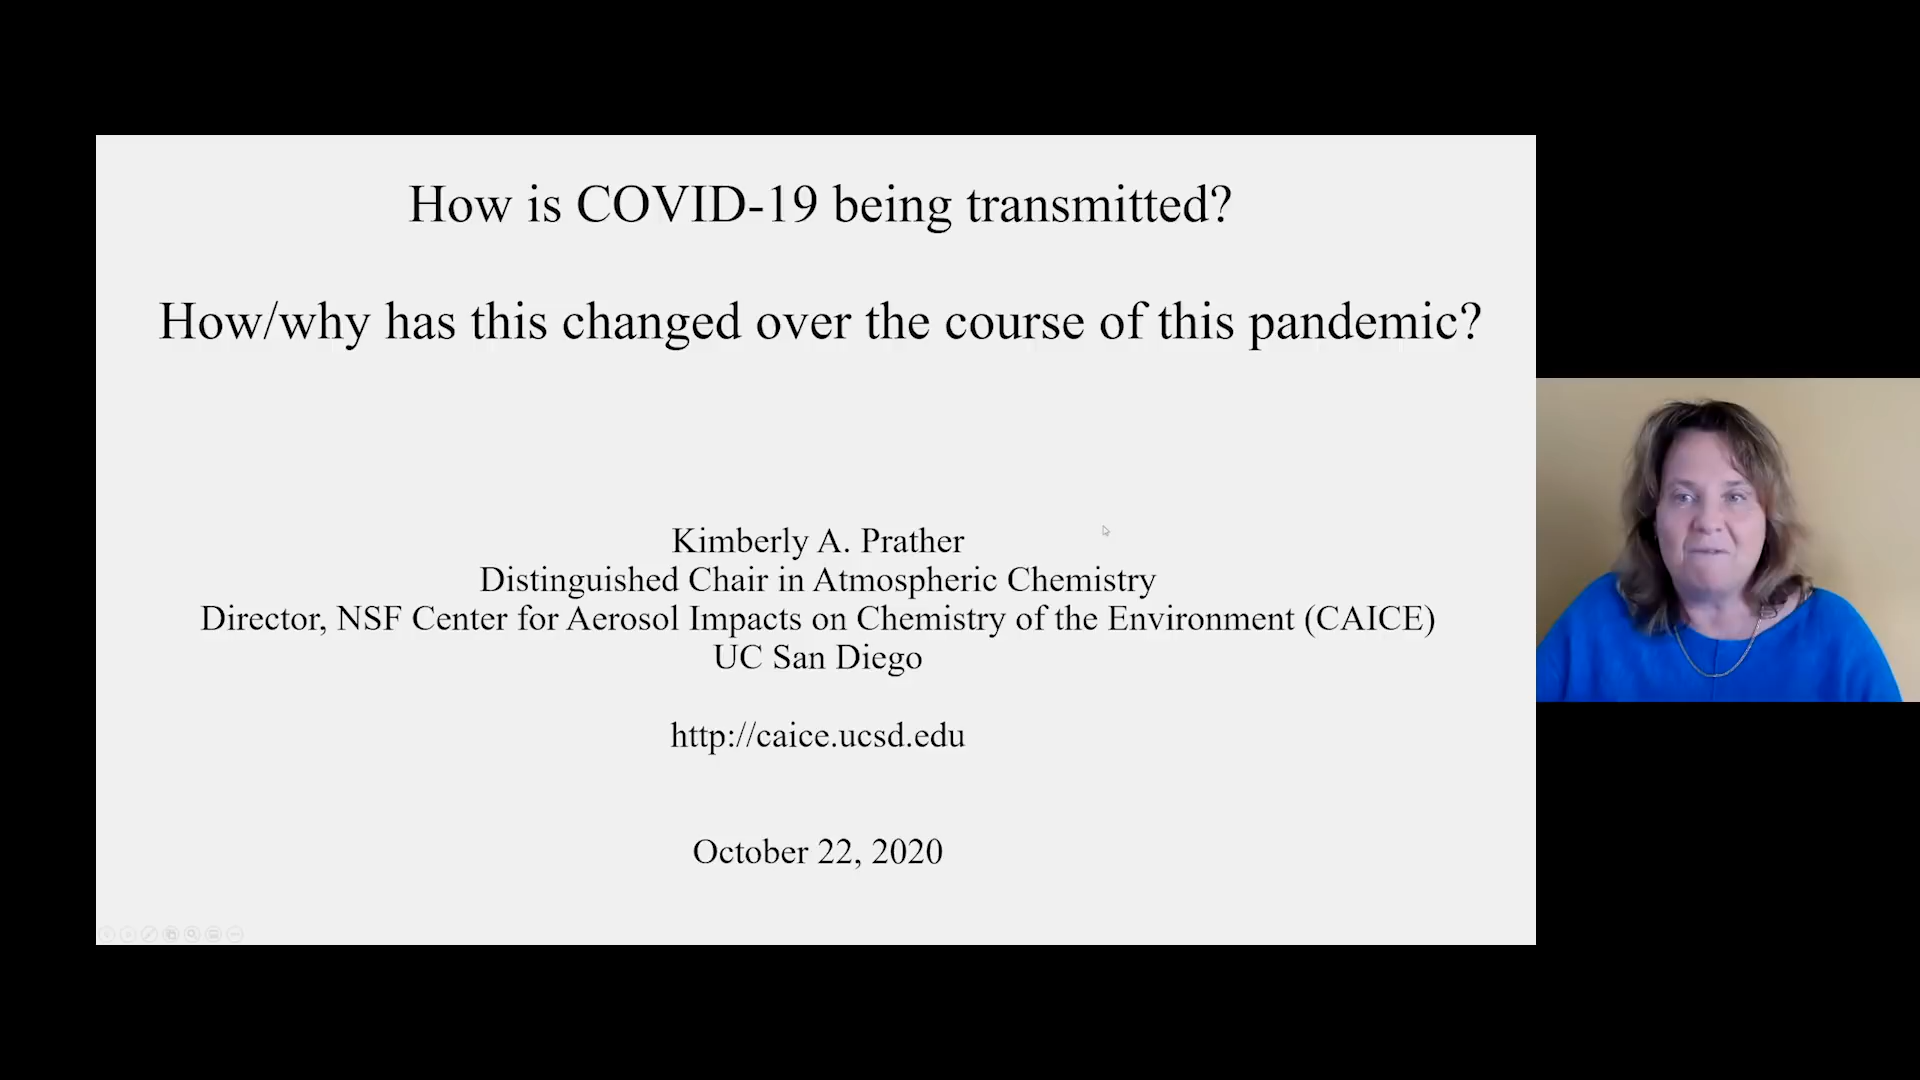 How is COVID-19 being transmitted?
How/why has this changed over the course of this pandemic?
Kimberly A. Prather
Distinguished Chair in Atmospheric Chemistry
Director, NSF Center for Aerosol Impacts on Chemistry of the Environment (CAICE)
UC San Diego
http://caice.ucsd.edu
October 22, 2020